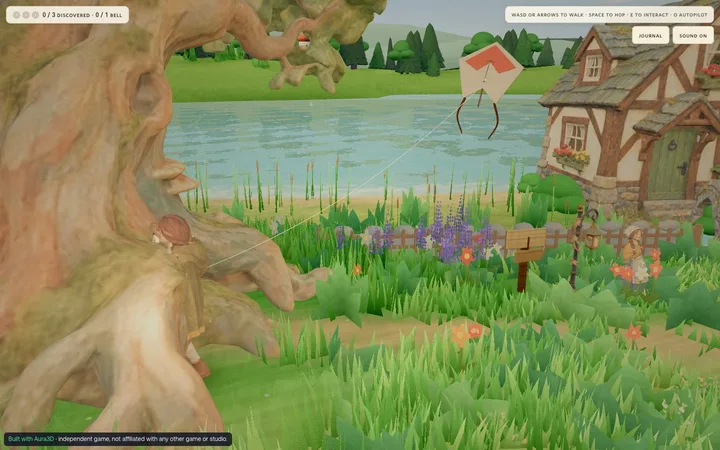 0 / 3 DISCOVERED · 0 / 1 BELL
WASD OR ARROWS TO WALK · SPACE TO HOP · E TO INTERACT · O AUTOPILOT
JOURNAL
SOUND ON
Built with Aura3D · independent game, not affiliated with any other game or studio.